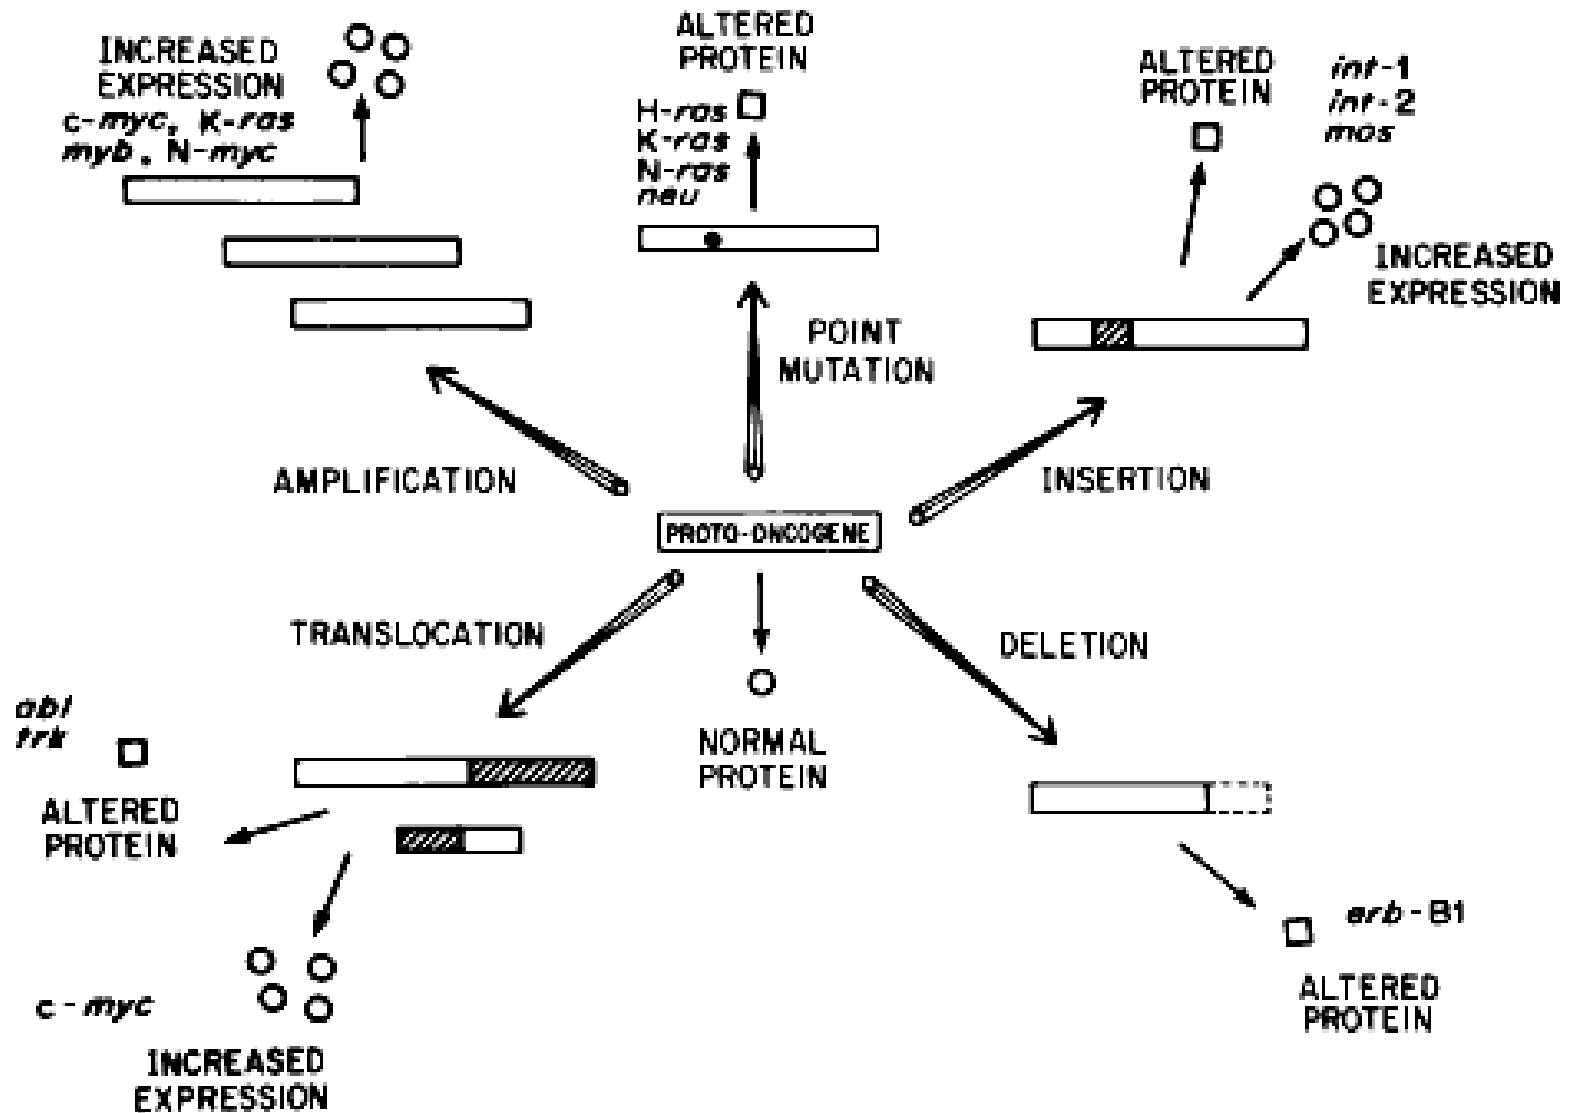 INCREASED
EXPRESSION
c-myc, K-ras
myb, N-myc
ALTERED
PROTEIN
H-ras
K-ras
N-ras
neu
ALTERED
PROTEIN
int-1
int-2
mos
INCREASED
EXPRESSION
POINT
MUTATION
AMPLIFICATION
INSERTION
PROTO-ONCOGENE
TRANSLOCATION
DELETION
abl
trk
ALTERED
PROTEIN
NORMAL
PROTEIN
c-myc
INCREASED
EXPRESSION
erb-B1
ALTERED
PROTEIN